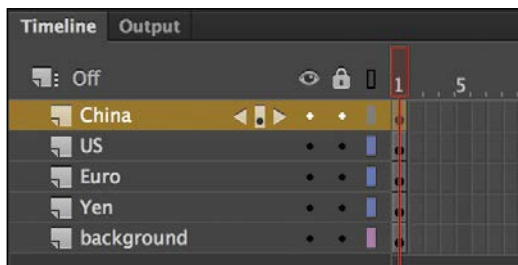 Timeline Output
Off 1 5
China
US
Euro
Yen
background